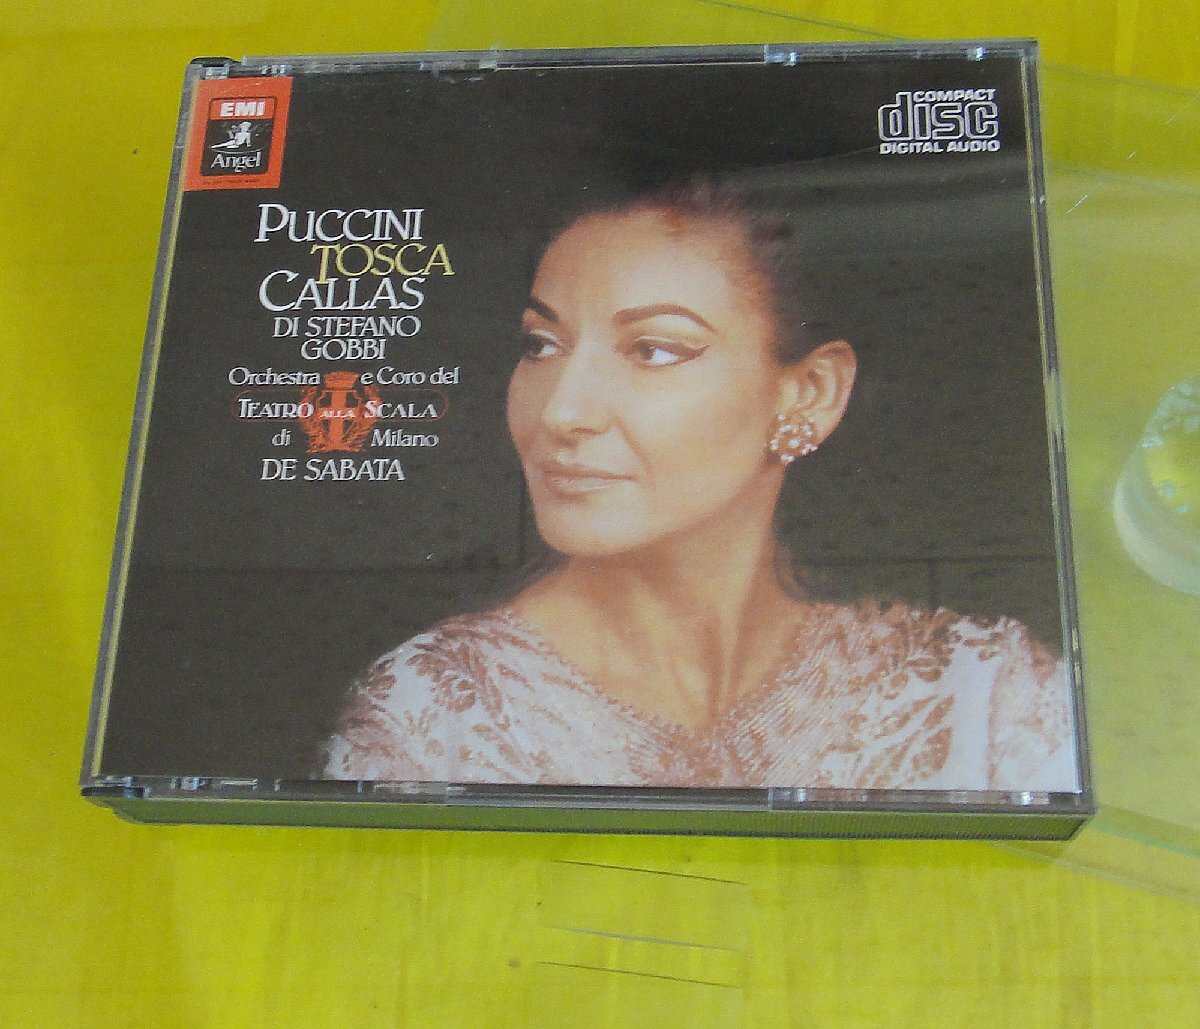 EMI
Angel
COMPACT
disc
DIGITAL AUDIO
PUCCINI
TOSCA
CALLAS
DI STEFANO
GOBBI
Orchestra e Coro del
TEATRO ALLA SCALA
di Milano
DE SABATA